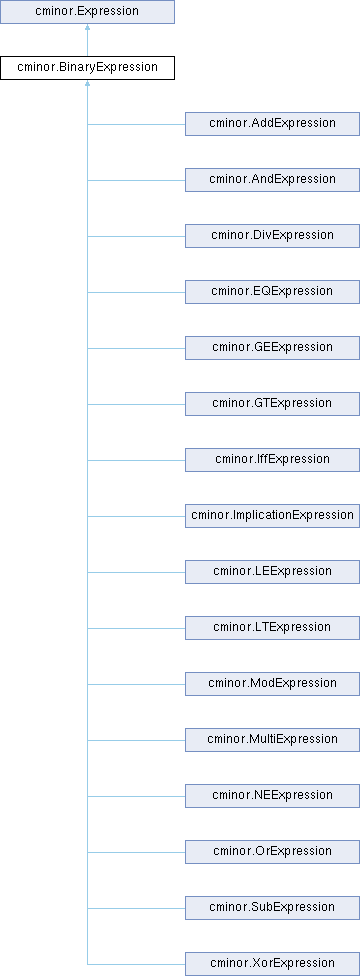 cminor.Expression
cminor.BinaryExpression
cminor.AddExpression
cminor.AndExpression
cminor.DivExpression
cminor.EQExpression
cminor.GEExpression
cminor.GTExpression
cminor.IffExpression
cminor.ImplicationExpression
cminor.LEExpression
cminor.LTExpression
cminor.ModExpression
cminor.MultiExpression
cminor.NEExpression
cminor.OrExpression
cminor.SubExpression
cminor.XorExpression